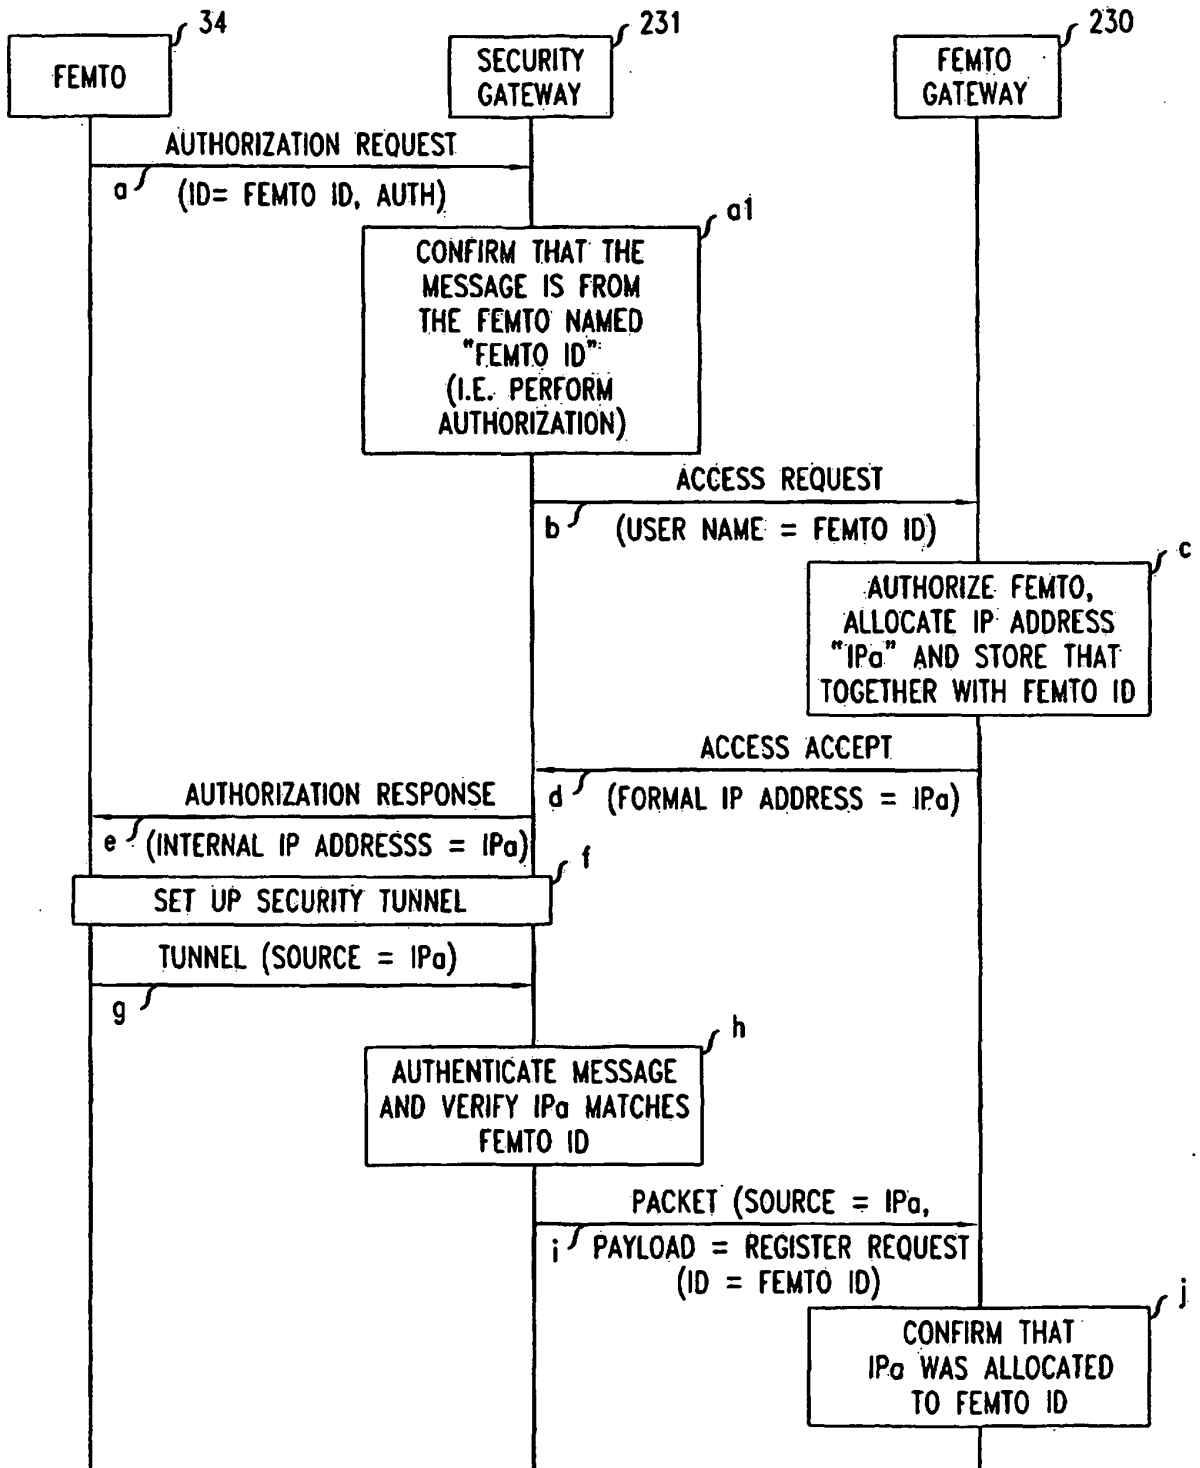 34
231
230
FEMTO
SECURITY
GATEWAY
FEMTO
GATEWAY
AUTHORIZATION REQUEST
a
(ID= FEMTO ID, AUTH)
a1
CONFIRM THAT THE
MESSAGE IS FROM
THE FEMTO NAMED
"FEMTO ID"
(I.E. PERFORM
AUTHORIZATION)
ACCESS REQUEST
b
(USER NAME = FEMTO ID)
c
AUTHORIZE FEMTO,
ALLOCATE IP ADDRESS
"IPa" AND STORE THAT
TOGETHER WITH FEMTO ID
ACCESS ACCEPT
d
(FORMAL IP ADDRESS = IPa)
AUTHORIZATION RESPONSE
e
(INTERNAL IP ADDRESSS = IPa)
f
SET UP SECURITY TUNNEL
TUNNEL (SOURCE = IPa)
g
h
AUTHENTICATE MESSAGE
AND VERIFY IPa MATCHES
FEMTO ID
PACKET (SOURCE = IPa,
i
PAYLOAD = REGISTER REQUEST
(ID = FEMTO ID)
j
CONFIRM THAT
IPa WAS ALLOCATED
TO FEMTO ID